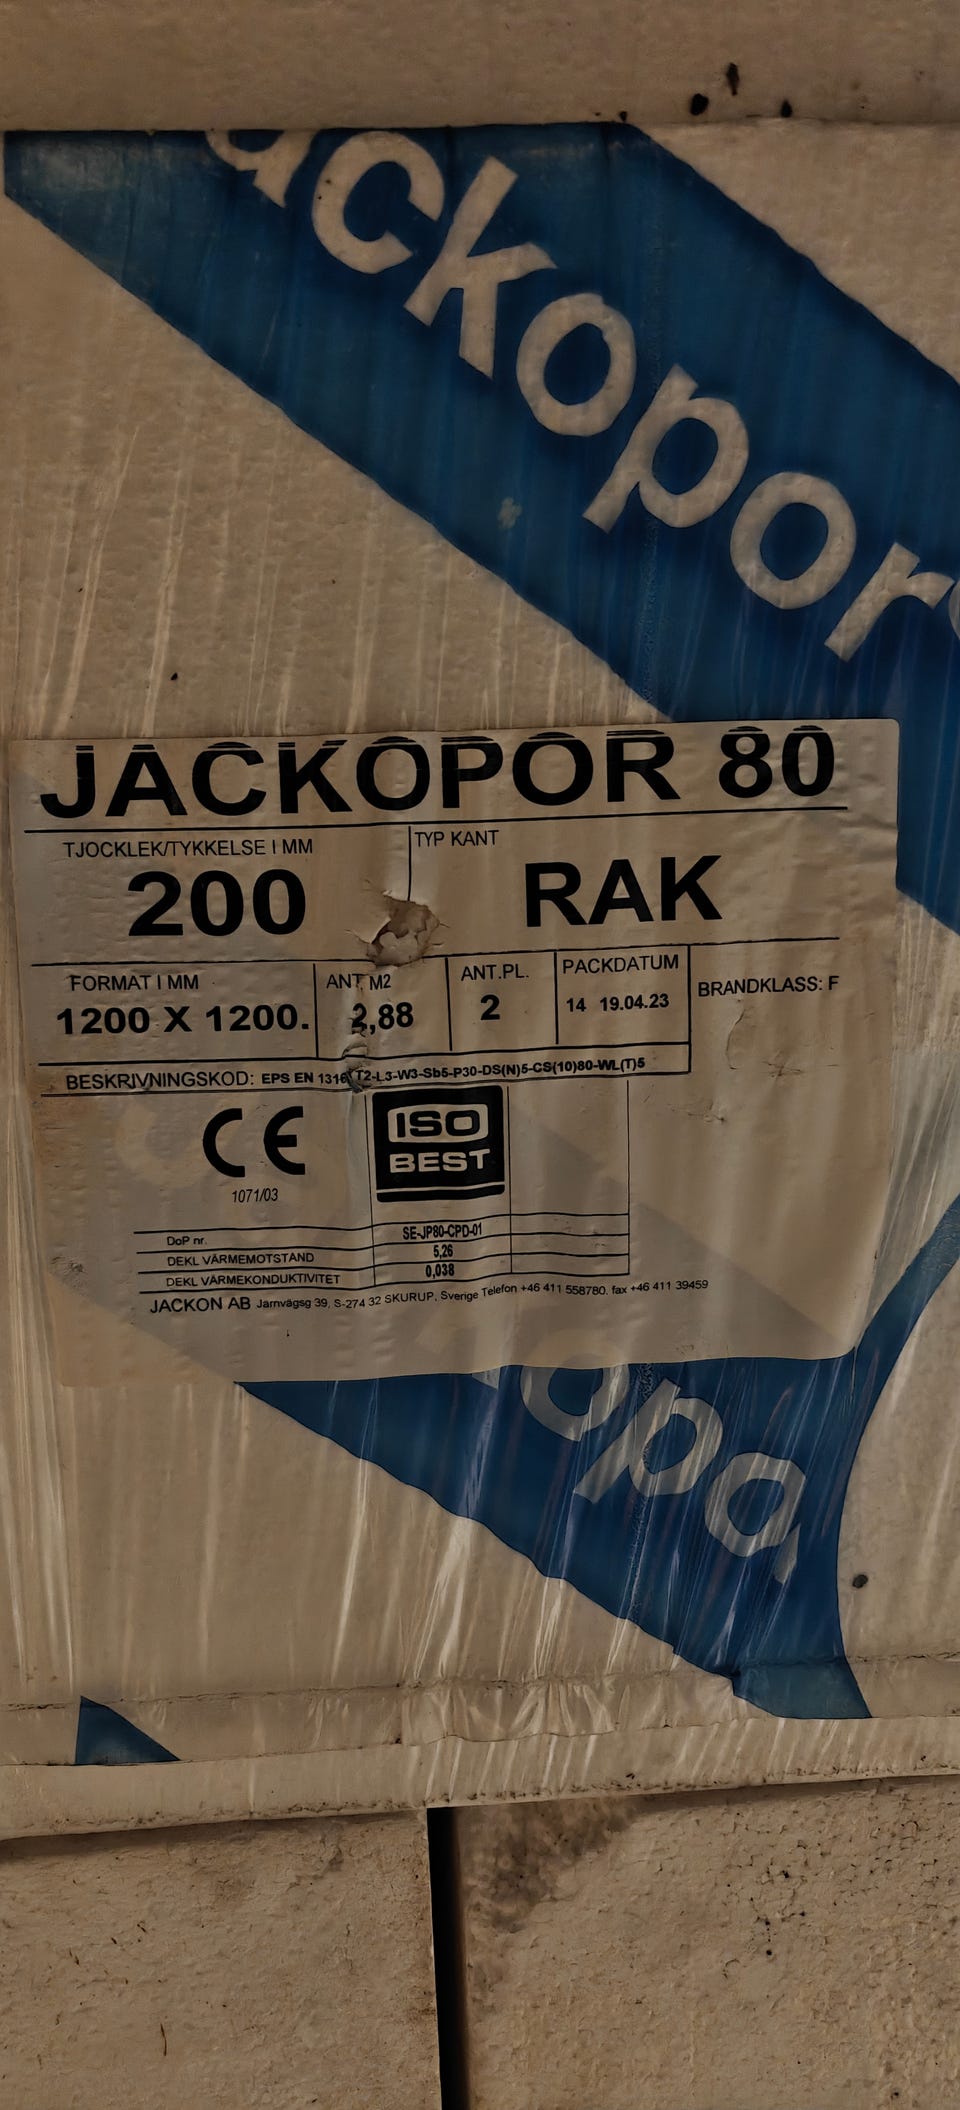 Jackopor
JACKOPOR 80
TJOCKLEK/TYKKELSE I MM
TYP KANT
200
RAK
FORMAT I MM
ANT. M2
ANT.PL.
PACKDATUM
BRANDKLASS: F
1200 X 1200.
2,88
2
14 19.04.23
BESKRIVNINGSKOD: EPS EN 1316 T2-L3-W3-Sb5-P30-DS(N)5-CS(10)80-WL(T)5
CE
ISO
BEST
1071/03
DoP nr.
SE-JP80-CPD-01
DEKL VÄRMEMOTSTAND
5,26
DEKL VÄRMEKONDUKTIVITET
0,038
JACKON AB Järnvägsg 39, S-274 32 SKURUP, Sverige Telefon +46 411 558780. fax +46 411 39459
opo